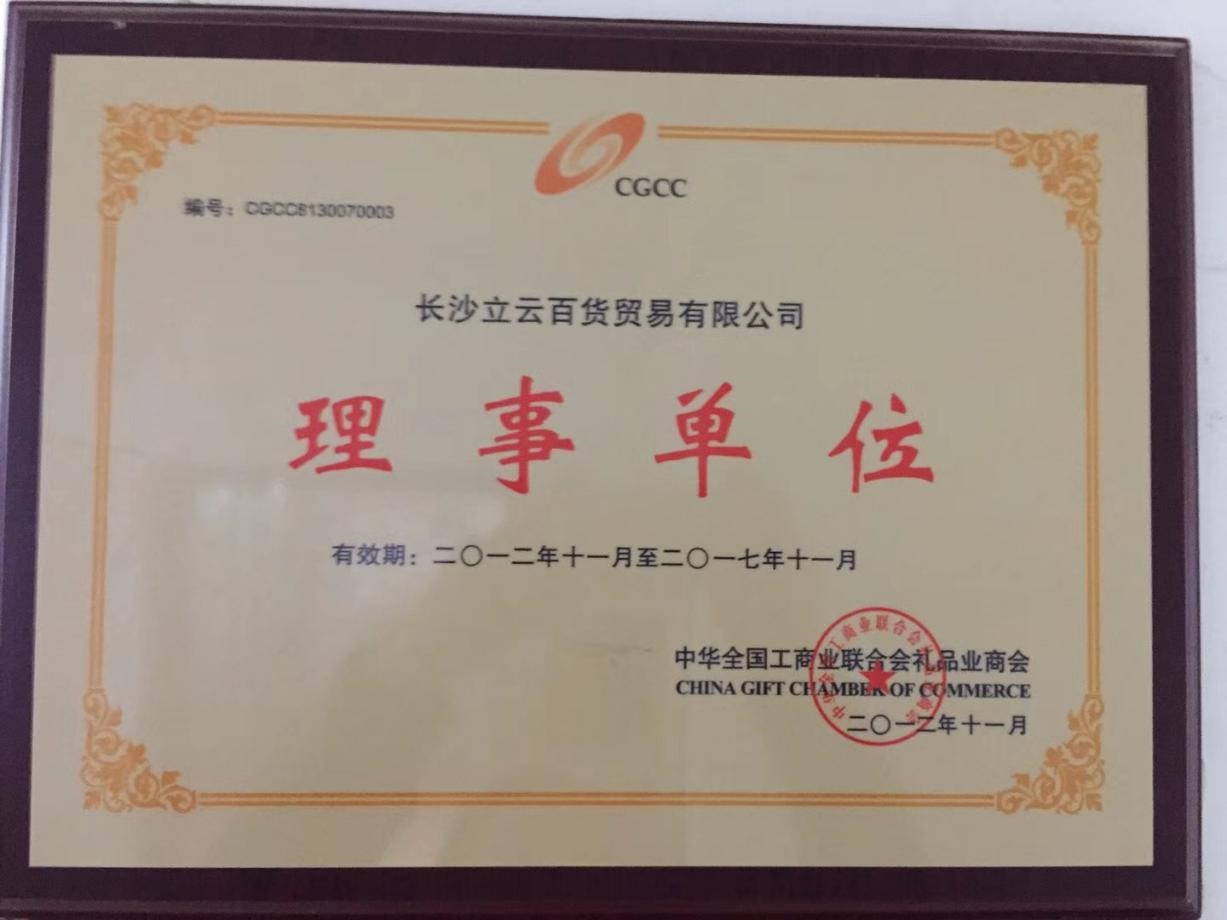 CGCC
编号：CGCC8130070003
长沙立云百货贸易有限公司
理事单位
有效期：二〇一二年十一月至二〇一七年十一月
中华全国工商业联合会礼品业商会
CHINA GIFT CHAMBER OF COMMERCE
二〇一二年十一月